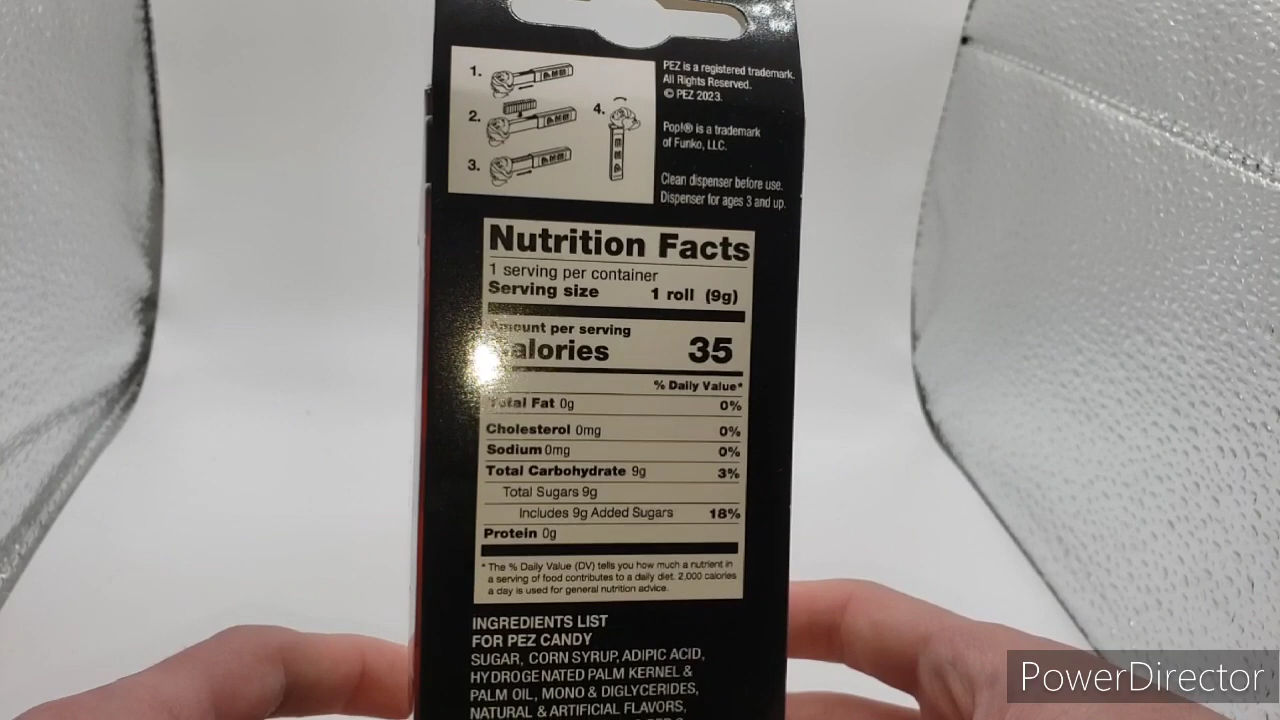 1.
2.
3.
4.
PEZ is a registered trademark.
All Rights Reserved.
© PEZ 2023.
Pop!® is a trademark
of Funko, LLC.
Clean dispenser before use.
Dispenser for ages 3 and up.
Nutrition Facts
1 serving per container
Serving size 1 roll (9g)
Amount per serving
Calories 35
% Daily Value*
Total Fat 0g 0%
Cholesterol 0mg 0%
Sodium 0mg 0%
Total Carbohydrate 9g 3%
Total Sugars 9g
Includes 9g Added Sugars 18%
Protein 0g
* The % Daily Value (DV) tells you how much a nutrient in
a serving of food contributes to a daily diet. 2,000 calories
a day is used for general nutrition advice.
INGREDIENTS LIST
FOR PEZ CANDY
SUGAR, CORN SYRUP, ADIPIC ACID,
HYDROGENATED PALM KERNEL &
PALM OIL, MONO & DIGLYCERIDES,
NATURAL & ARTIFICIAL FLAVORS,
PowerDirector